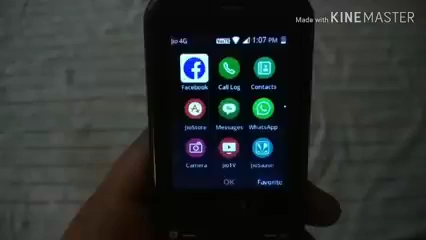 Made with KINEMASTER
Jio 4G VoLTE 1:07 PM
Facebook Call Log Contacts
JioStore Messages WhatsApp
Camera JioTV JioSaavn
OK Favorite